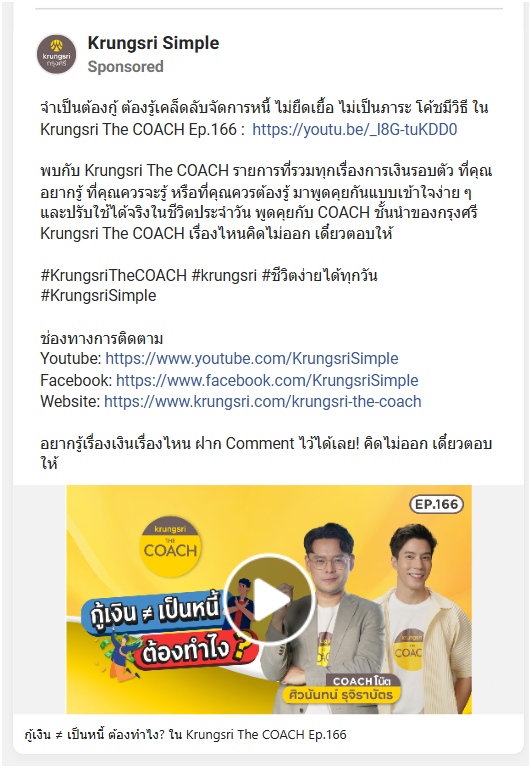 Krungsri Simple
Sponsored
krungsri
กรุงศรี
จำเป็นต้องกู้ ต้องรู้เคล็ดลับจัดการหนี้ ไม่ยืดเยื้อ ไม่เป็นภาระ โค้ชมีวิธี ใน
Krungsri The COACH Ep.166 : https://youtu.be/_l8G-tuKDD0
พบกับ Krungsri The COACH รายการที่รวมทุกเรื่องการเงินรอบตัว ที่คุณ
อยากรู้ ที่คุณควรจะรู้ หรือที่คุณควรต้องรู้ มาพูดคุยกันแบบเข้าใจง่าย ๆ
และปรับใช้ได้จริงในชีวิตประจำวัน พูดคุยกับ COACH ชั้นนำของกรุงศรี
Krungsri The COACH เรื่องไหนคิดไม่ออก เดี๋ยวตอบให้
#KrungsriTheCOACH #krungsri #ชีวิตง่ายได้ทุกวัน
#KrungsriSimple
ช่องทางการติดตาม
Youtube: https://www.youtube.com/KrungsriSimple
Facebook: https://www.facebook.com/KrungsriSimple
Website: https://www.krungsri.com/krungsri-the-coach
อยากรู้เรื่องเงินเรื่องไหน ฝาก Comment ไว้ได้เลย! คิดไม่ออก เดี๋ยวตอบ
ให้
EP.166
krungsri
THE
COACH
กู้เงิน ≠ เป็นหนี้
ต้องทำไง ?
krungsri
THE
COA
krungsri
THE
COACH
COACH โน้ต
ศิวนันทน์ รุจิราบัตร
กู้เงิน ≠ เป็นหนี้ ต้องทำไง? ใน Krungsri The COACH Ep.166